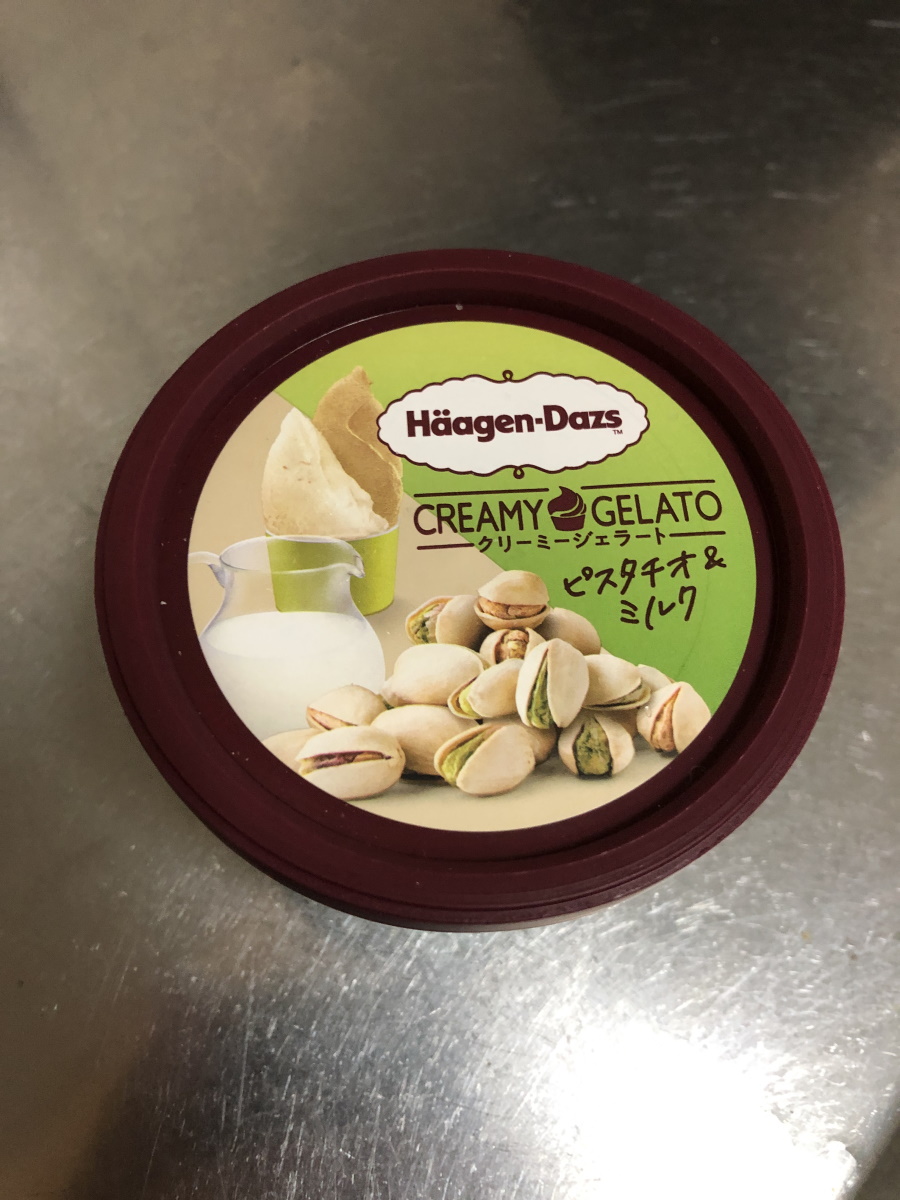 Häagen-Dazs
™
CREAMY GELATO
クリーミージェラート
ピスタチオ&
ミルク